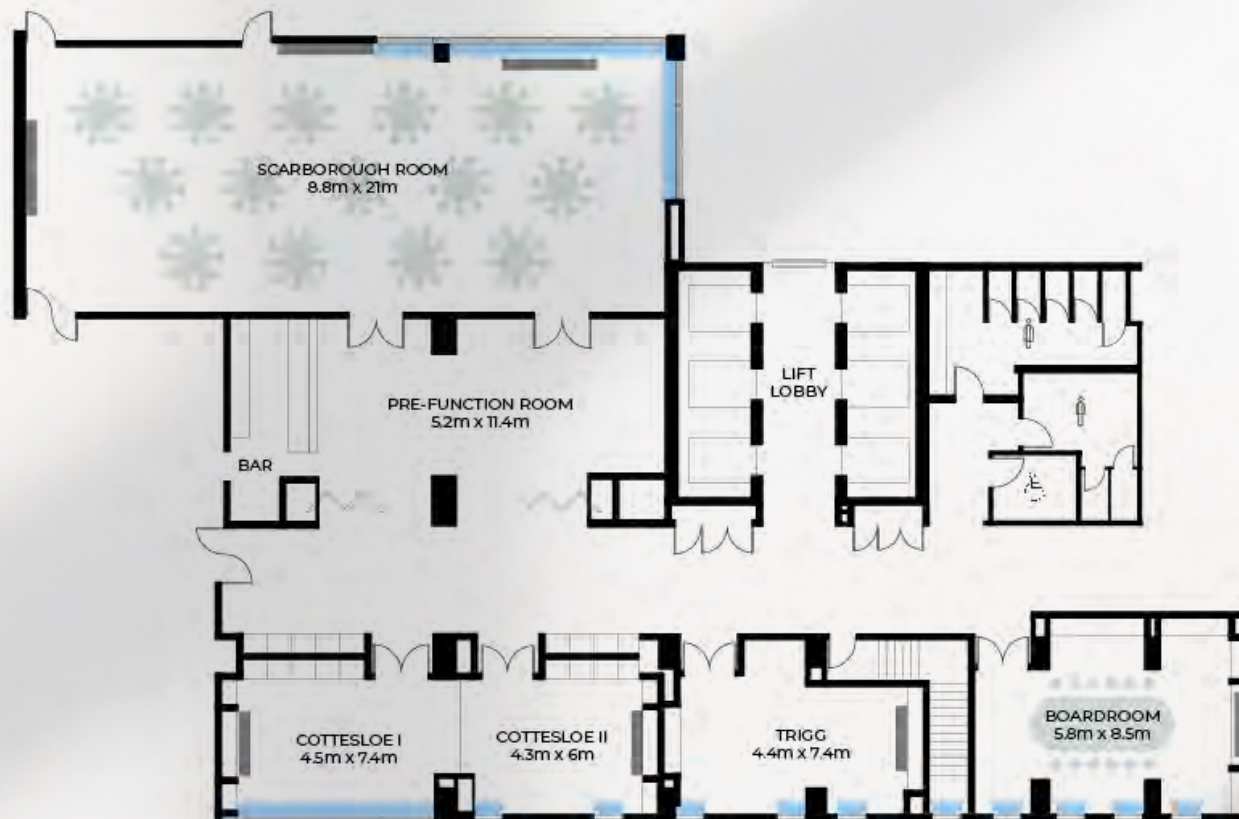 SCARBOROUGH ROOM
8.8m x 21m
LIFT
LOBBY
PRE-FUNCTION ROOM
5.2m x 11.4m
BAR
COTTESLOE I
4.5m x 7.4m
COTTESLOE II
4.3m x 6m
TRIGG
4.4m x 7.4m
BOARDROOM
5.8m x 8.5m